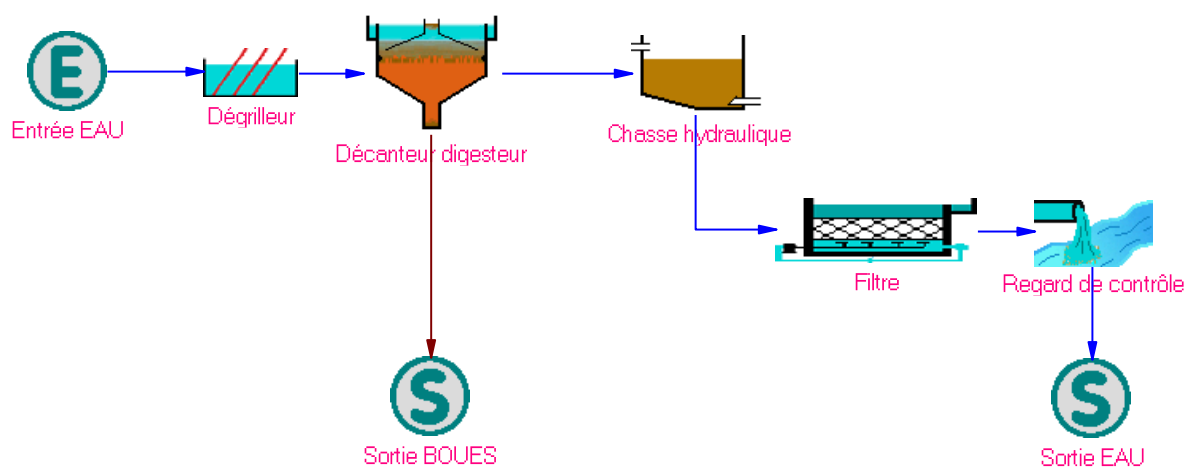 E
Entrée EAU
Dégrilleur
Décanteur digesteur
Chasse hydraulique
Filtre
Regard de contrôle
S
Sortie BOUES
S
Sortie EAU